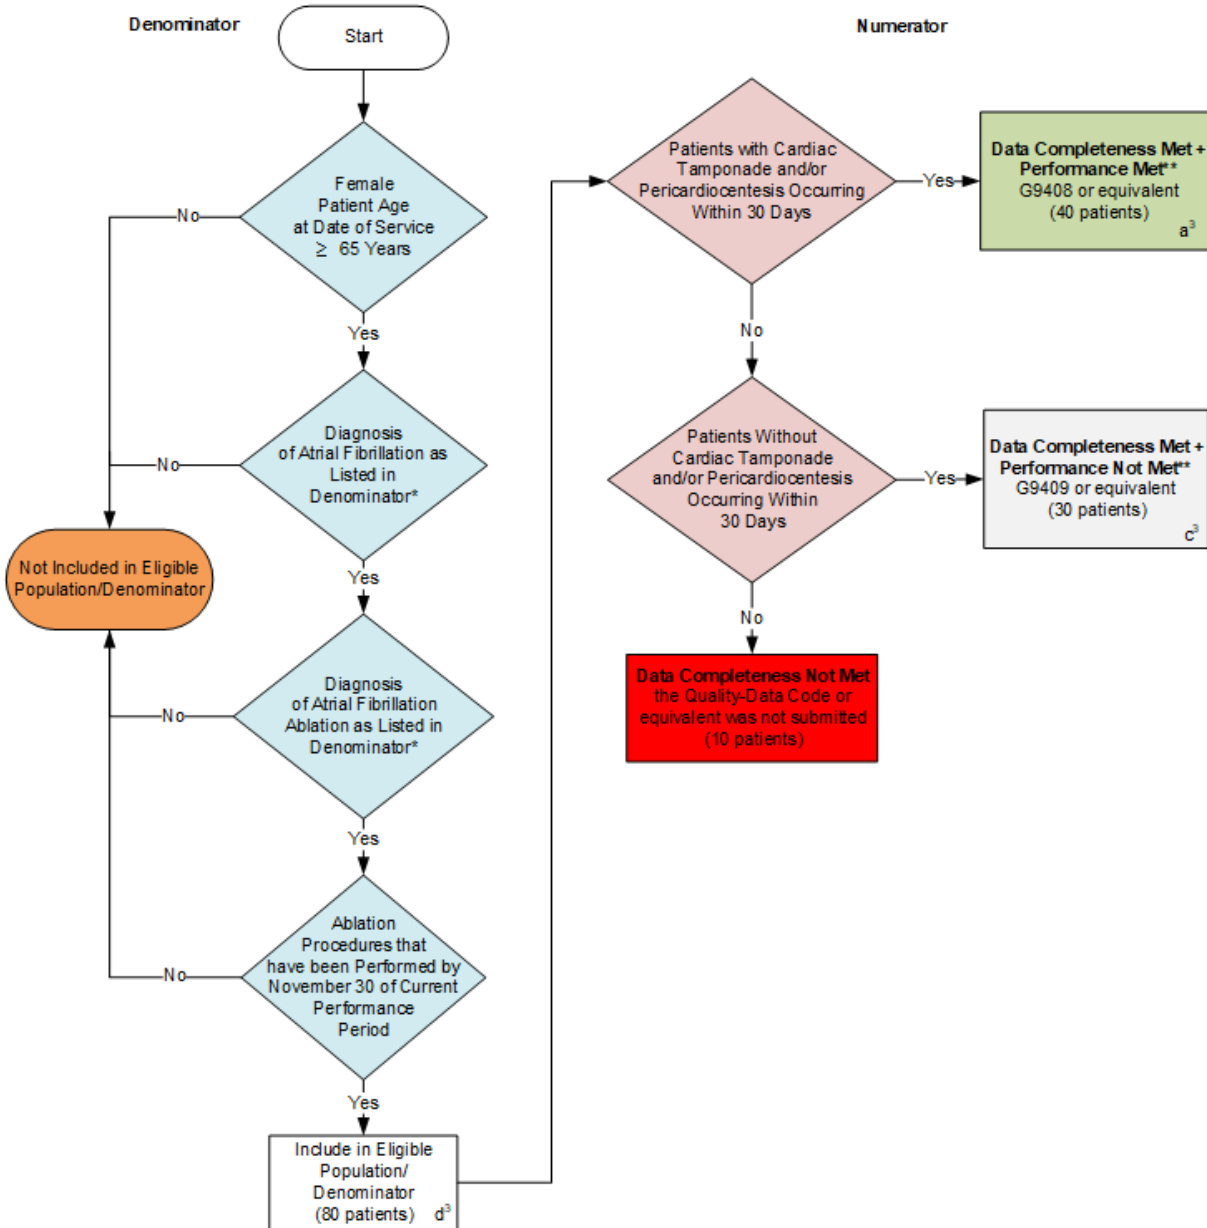 Denominator
Start
Numerator
Female
Patient Age
at Date of Service
≥ 65 Years
No
Yes
Diagnosis
of Atrial Fibrillation as
Listed in
Denominator*
No
Yes
Not Included in Eligible
Population/Denominator
Diagnosis
of Atrial Fibrillation
Ablation as Listed in
Denominator*
No
Yes
Ablation
Procedures that
have been Performed by
November 30 of Current
Performance
Period
No
Yes
Include in Eligible
Population/
Denominator
(80 patients) d³
Patients with Cardiac
Tamponade and/or
Pericardiocentesis Occurring
Within 30 Days
Yes
Data Completeness Met +
Performance Met**
G9408 or equivalent
(40 patients)
a³
No
Patients Without
Cardiac Tamponade
and/or Pericardiocentesis
Occurring Within
30 Days
Yes
Data Completeness Met +
Performance Not Met**
G9409 or equivalent
(30 patients)
c³
No
Data Completeness Not Met
the Quality-Data Code or
equivalent was not submitted
(10 patients)